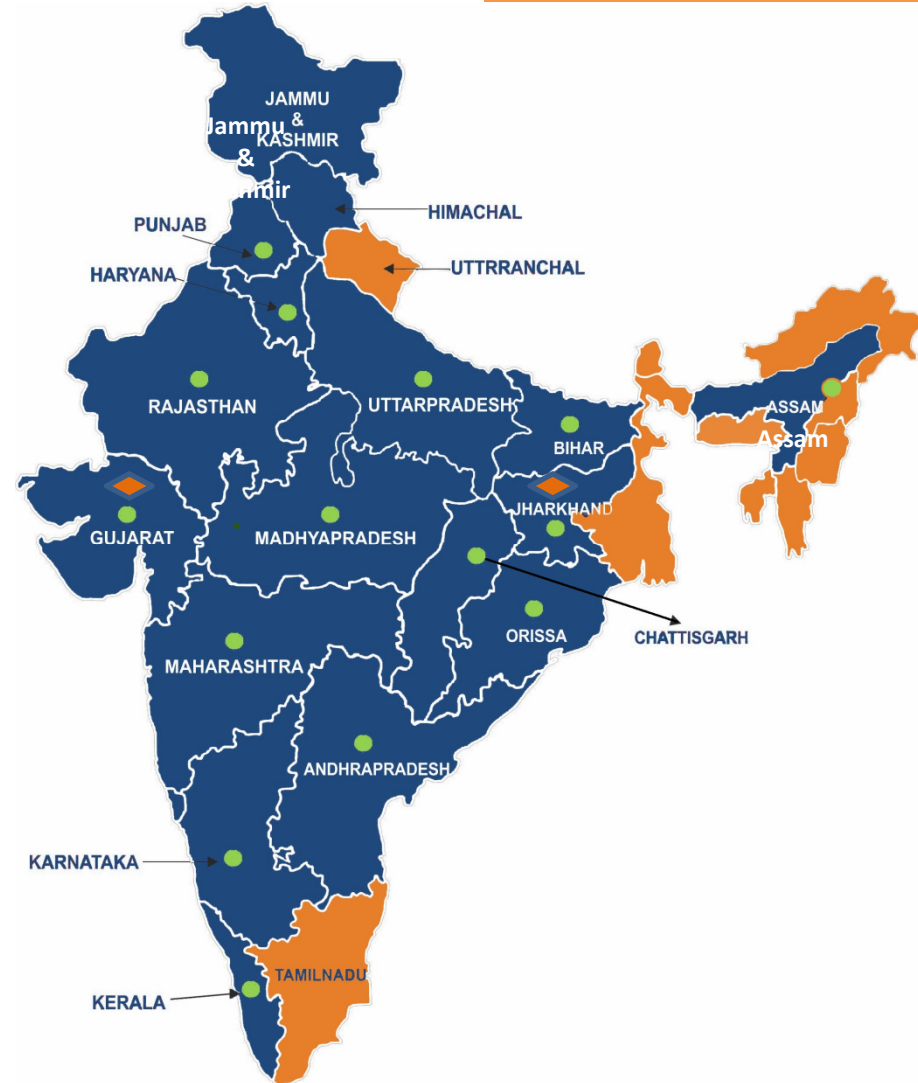 JAMMU
&
KASHMIR
Jammu
&
HIMACHAL
PUNJAB
UTTRRANCHAL
HARYANA
RAJASTHAN
UTTARPRADESH
ASSAM
Assam
BIHAR
JHARKHAND
GUJARAT
MADHYAPRADESH
ORISSA
CHATTISGARH
MAHARASHTRA
ANDHRAPRADESH
KARNATAKA
TAMILNADU
KERALA